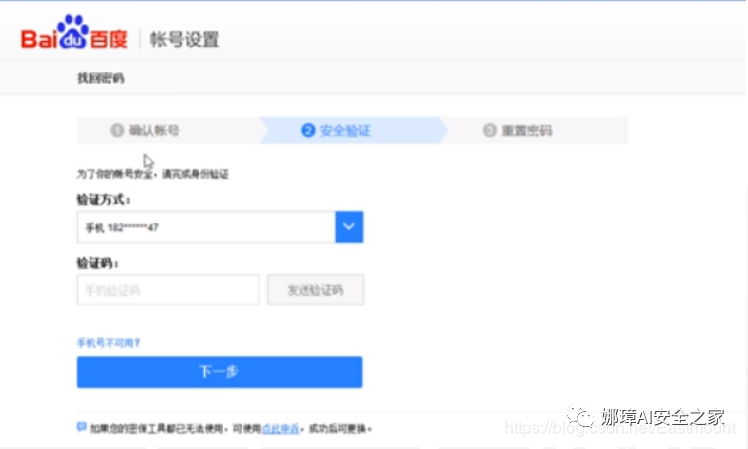 Bai du 百度 | 帐号设置
找回密码
1 确认帐号 2 安全验证 3 重置密码
为了你的帐号安全,请完成身份验证
验证方式:
手机 182******47
验证码:
手机验证码 发送验证码
手机号不可用?
下一步
如果您的密保工具都已无法使用,可使用点此申诉,成功后可更换。
娜璋AI安全之家
https://blog.csdn.net/Eastmount